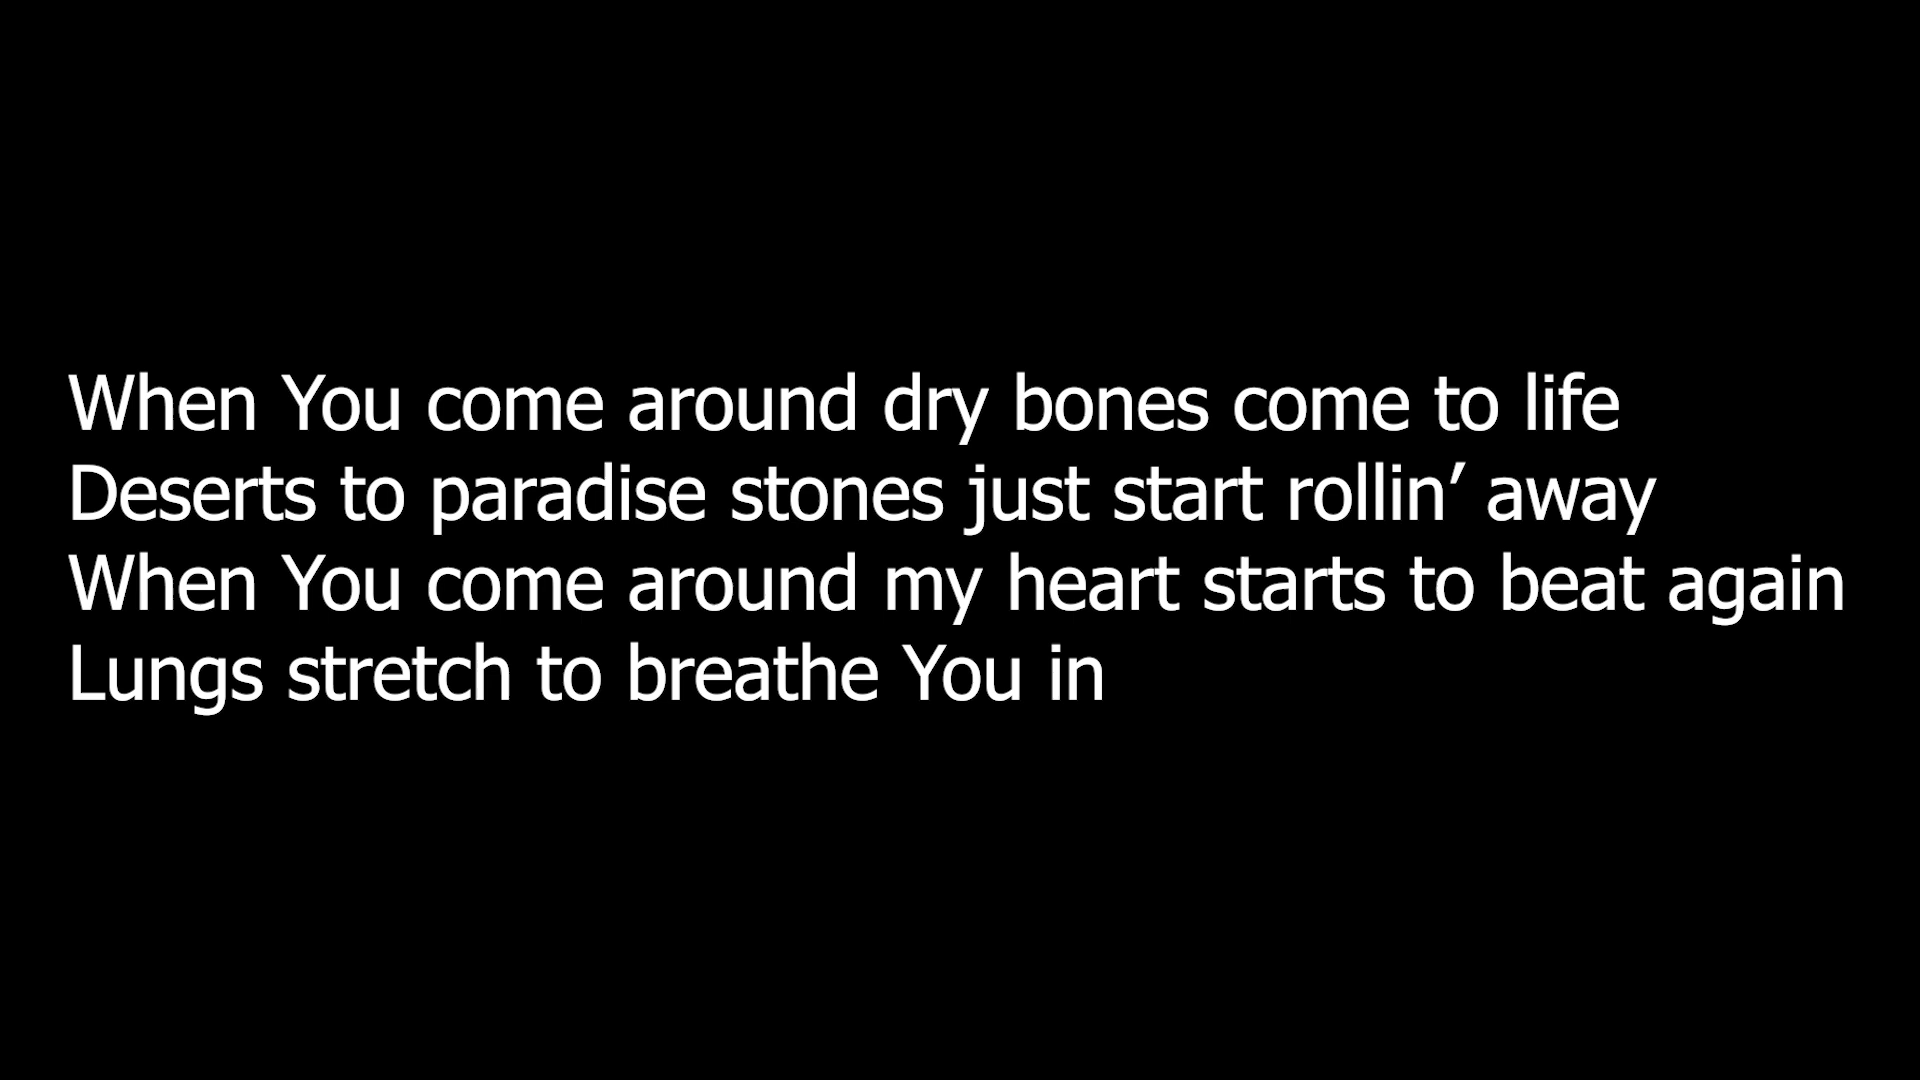 When You come around dry bones come to life
Deserts to paradise stones just start rollin’ away
When You come around my heart starts to beat again
Lungs stretch to breathe You in